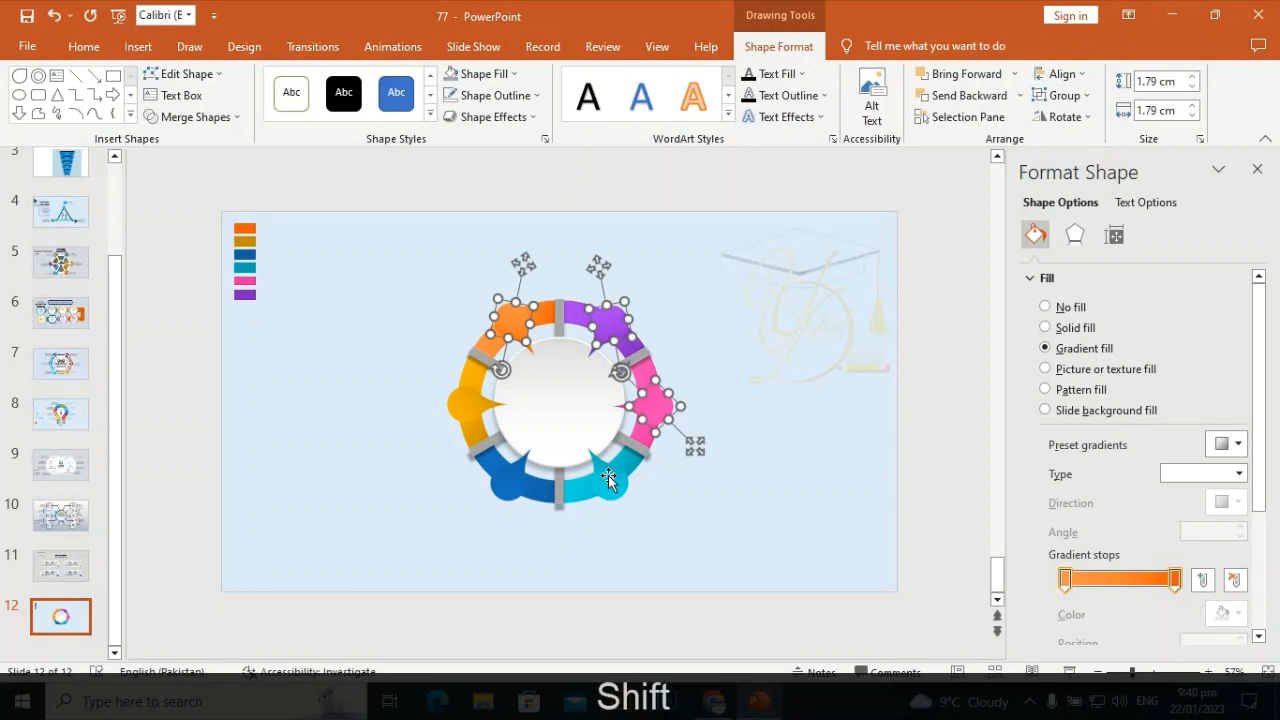 Calibri (E
77 - PowerPoint
Drawing Tools
Sign in
File
Home
Insert
Draw
Design
Transitions
Animations
Slide Show
Record
Review
View
Help
Shape Format
Tell me what you want to do
Edit Shape
Text Box
Merge Shapes
Insert Shapes
Abc
Abc
Abc
Shape Fill
Shape Outline
Shape Effects
Shape Styles
A
A
A
Text Fill
Text Outline
Text Effects
WordArt Styles
Alt
Text
Accessibility
Bring Forward
Send Backward
Selection Pane
Align
Group
Rotate
Arrange
1.79 cm
1.79 cm
Size
3
4
5
6
7
8
9
10
11
12
Format Shape
Shape Options
Text Options
Fill
No fill
Solid fill
Gradient fill
Picture or texture fill
Pattern fill
Slide background fill
Preset gradients
Type
Direction
Angle
Gradient stops
Color
Position
Slide 12 of 12
English (Pakistan)
Accessibility: Investigate
Notes
Comments
57%
Type here to search
Shift
9°C Cloudy
ENG
9:40 pm
22/01/2023